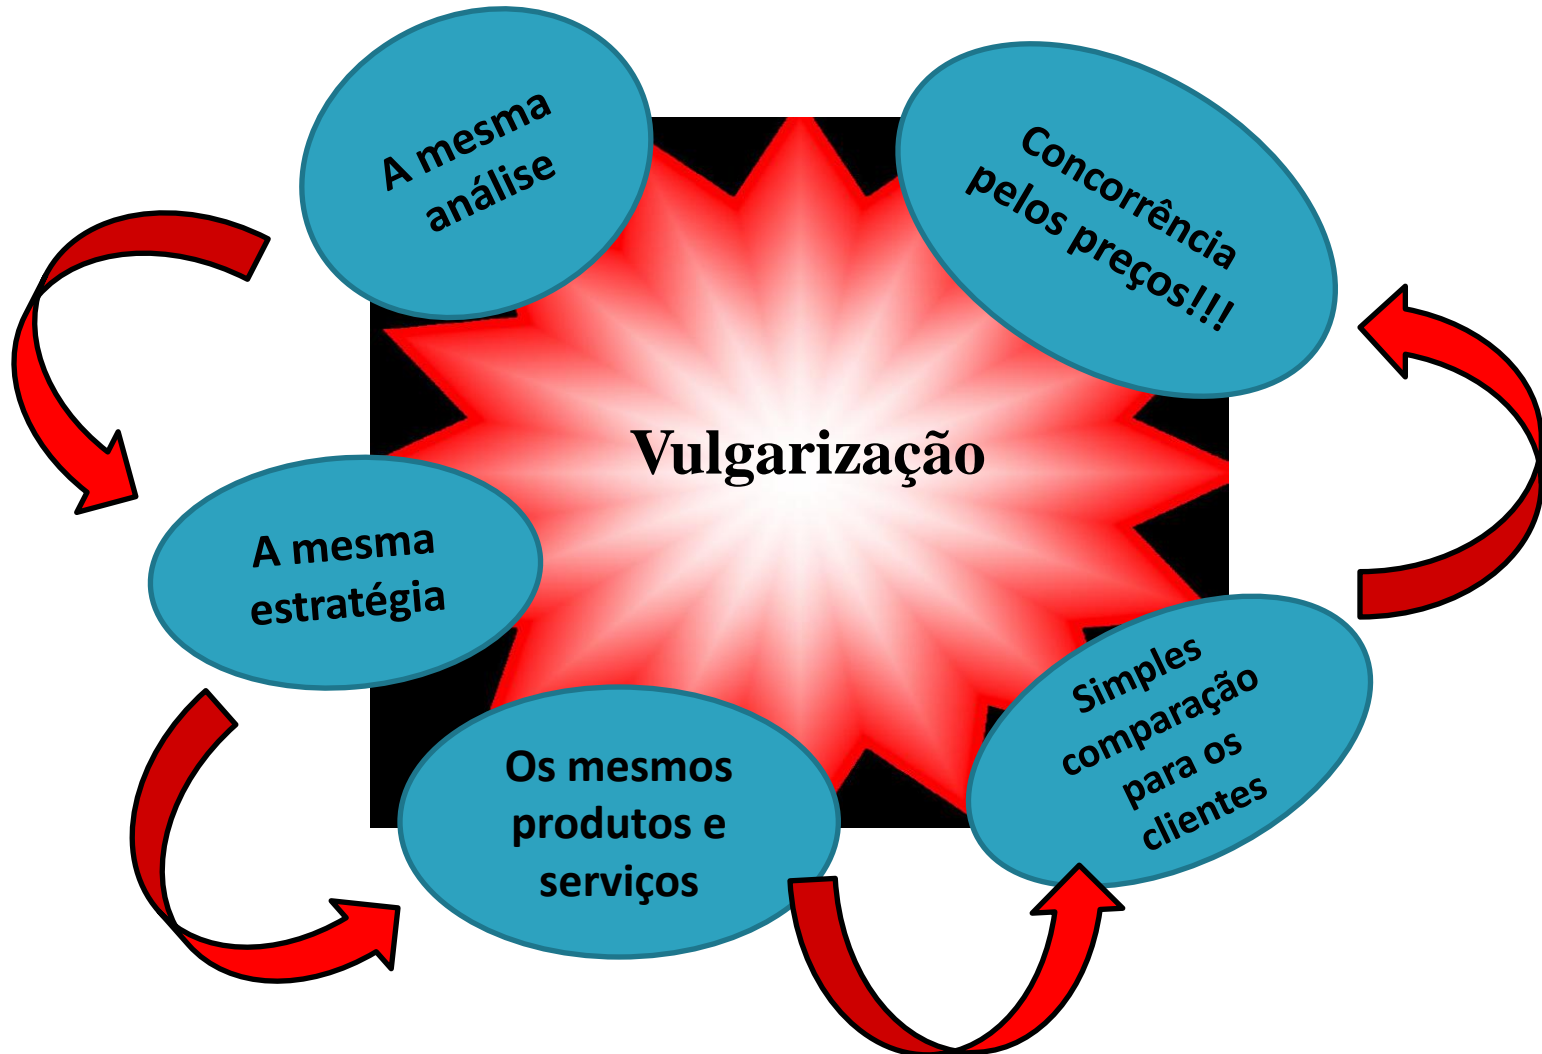 A mesma
análise
Concorrência
pelos preços!!!
Vulgarização
A mesma
estratégia
Os mesmos
produtos e
serviços
Simples
comparação
para os
clientes